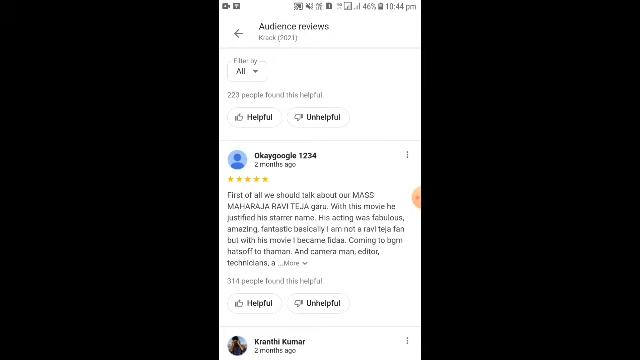 46% 10:44 pm
Audience reviews
Krack (2021)
Filter by
All
223 people found this helpful.
Helpful Unhelpful
Okaygoogle 1234
2 months ago
First of all we should talk about our MASS
MAHARAJA RAVI TEJA garu. With this movie he
justified his starrer name. His acting was fabulous,
amazing, fantastic basically I am not a ravi teja fan
but with his movie I became fidaa. Coming to bgm
hatsoff to thaman. And camera man, editor,
technicians, a ...More
314 people found this helpful.
Helpful Unhelpful
Kranthi Kumar
2 months ago